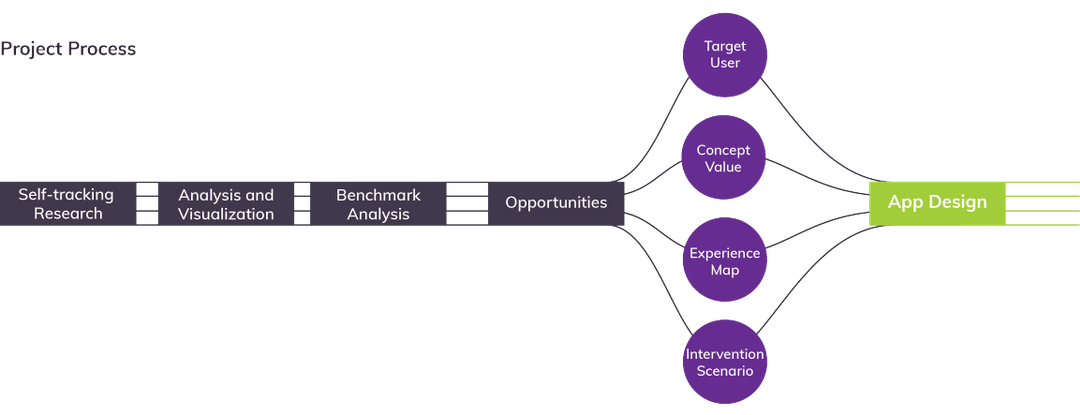 Project Process
Self-tracking
Research
Analysis and
Visualization
Benchmark
Analysis
Opportunities
Target
User
Concept
Value
Experience
Map
Intervention
Scenario
App Design